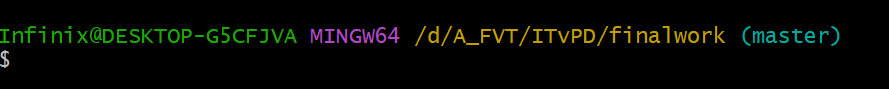 Infinix@DESKTOP-G5CFJVA MINGW64 /d/A_FVT/ITvPD/finalwork (master)
$